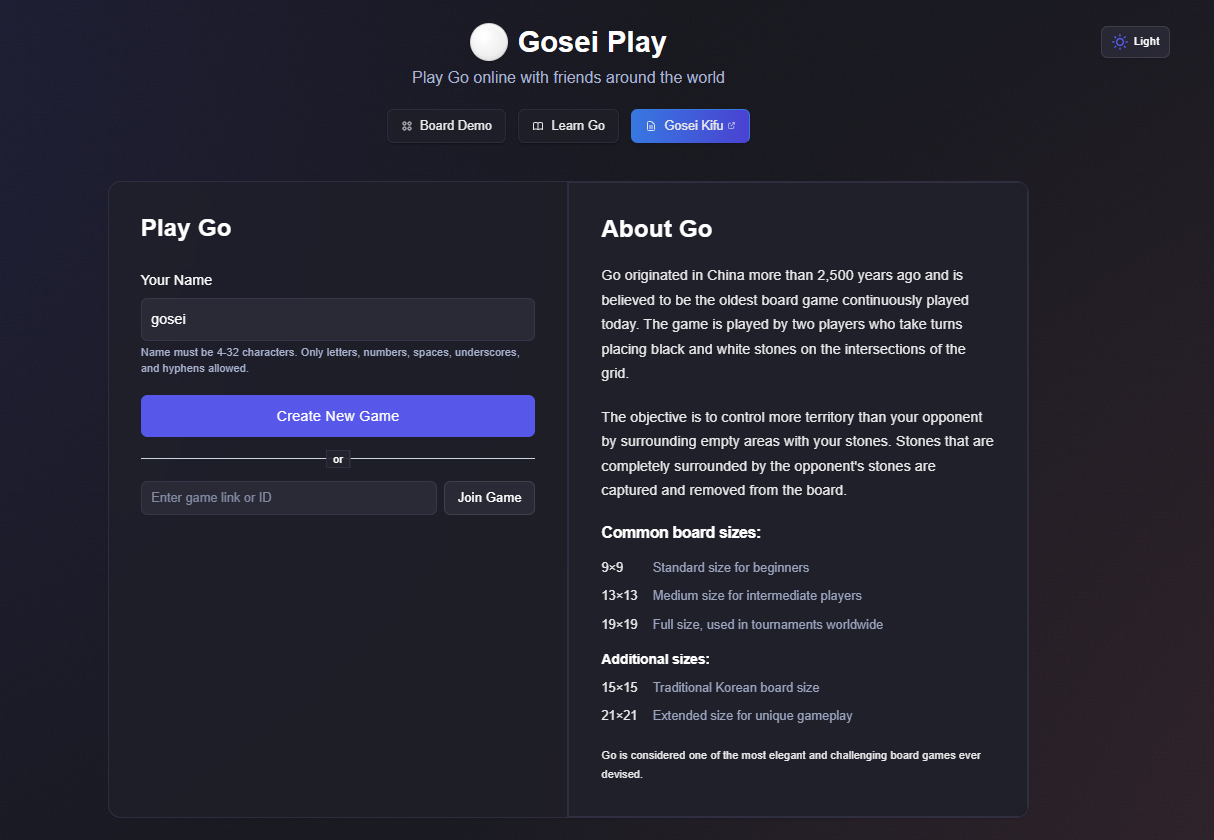 Gosei Play
Light
Play Go online with friends around the world
Board Demo
Learn Go
Gosei Kifu
Play Go
Your Name
gosei
Name must be 4-32 characters. Only letters, numbers, spaces, underscores,
and hyphens allowed.
Create New Game
or
Enter game link or ID
Join Game
About Go
Go originated in China more than 2,500 years ago and is
believed to be the oldest board game continuously played
today. The game is played by two players who take turns
placing black and white stones on the intersections of the
grid.
The objective is to control more territory than your opponent
by surrounding empty areas with your stones. Stones that are
completely surrounded by the opponent's stones are
captured and removed from the board.
Common board sizes:
9×9 Standard size for beginners
13×13 Medium size for intermediate players
19×19 Full size, used in tournaments worldwide
Additional sizes:
15×15 Traditional Korean board size
21×21 Extended size for unique gameplay
Go is considered one of the most elegant and challenging board games ever
devised.